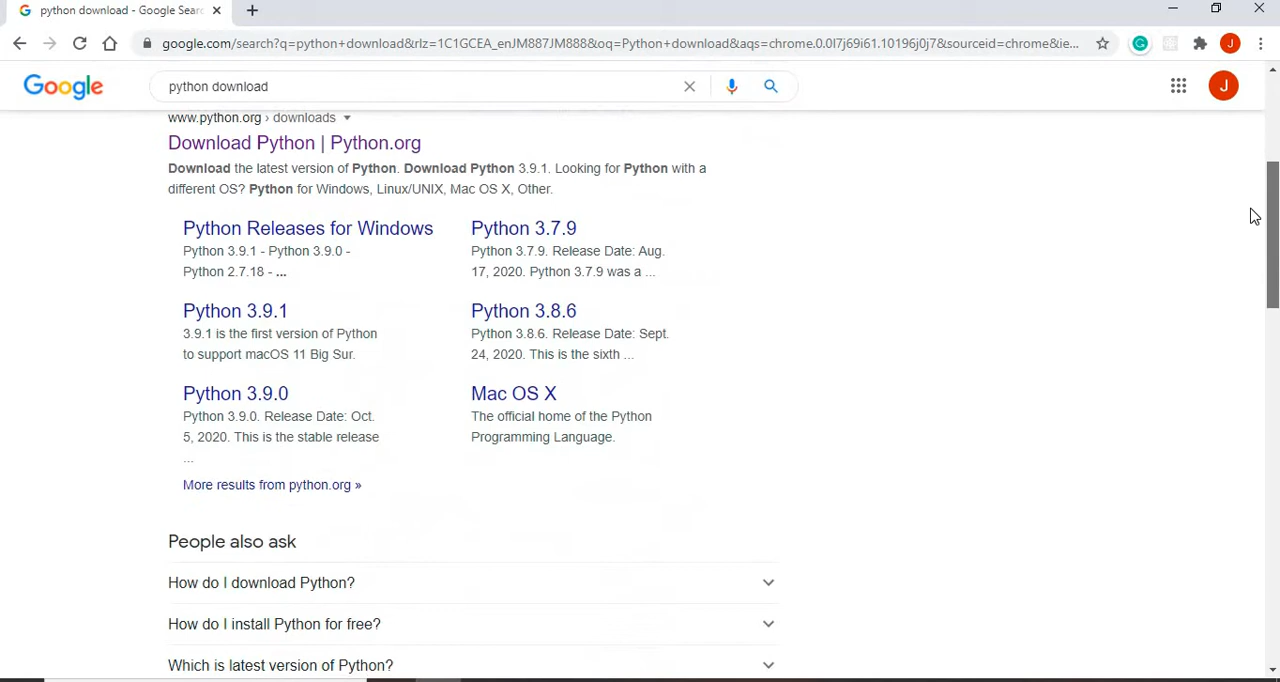 python download - Google Sear
google.com/search?q=python+download&rlz=1C1GCEA_enJM887JM888&oq=Python+download&aqs=chrome.0.0l7j69i61.10196j0j7&sourceid=chrome&ie...
G
J
Google
python download
J
www.python.org › downloads
Download Python | Python.org
Download the latest version of Python. Download Python 3.9.1. Looking for Python with a
different OS? Python for Windows, Linux/UNIX, Mac OS X, Other.
Python Releases for Windows
Python 3.9.1 - Python 3.9.0 -
Python 2.7.18 - ...
Python 3.7.9
Python 3.7.9. Release Date: Aug.
17, 2020. Python 3.7.9 was a ...
Python 3.9.1
3.9.1 is the first version of Python
to support macOS 11 Big Sur.
Python 3.8.6
Python 3.8.6. Release Date: Sept.
24, 2020. This is the sixth ...
Python 3.9.0
Python 3.9.0. Release Date: Oct.
5, 2020. This is the stable release
...
Mac OS X
The official home of the Python
Programming Language.
More results from python.org »
People also ask
How do I download Python?
How do I install Python for free?
Which is latest version of Python?